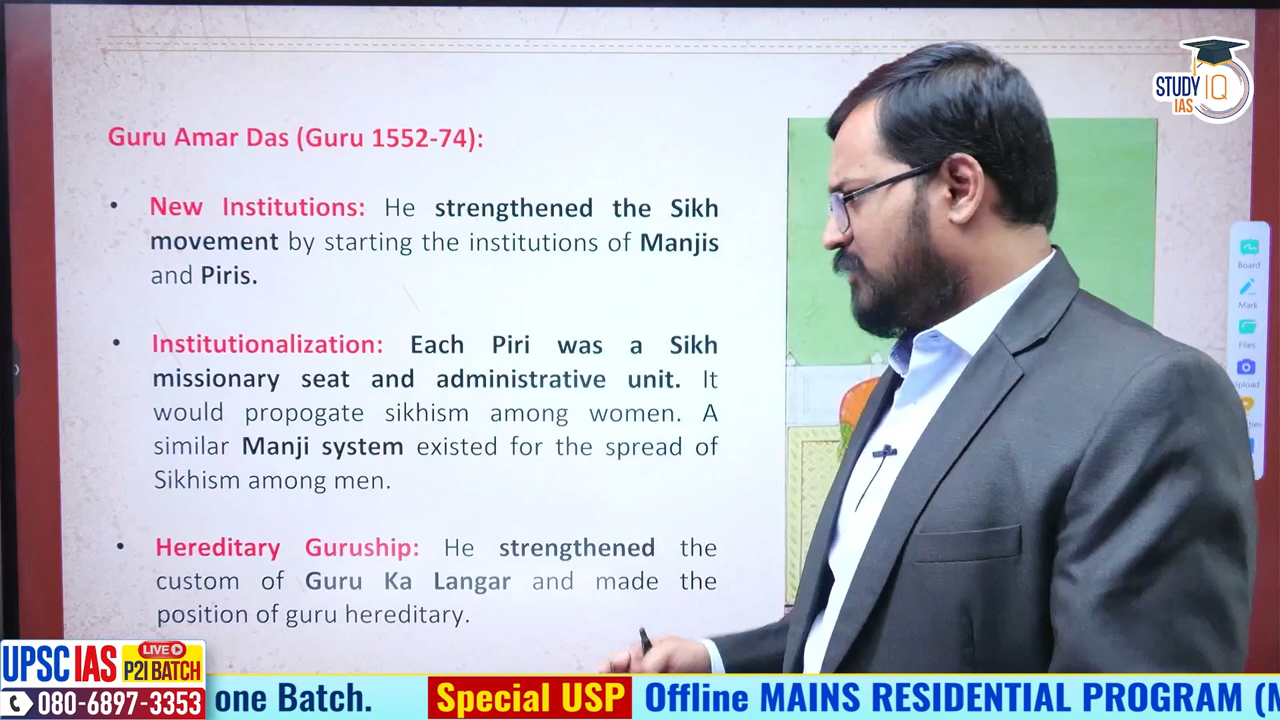 STUDY IQ
IAS
Guru Amar Das (Guru 1552-74):
• New Institutions: He strengthened the Sikh
movement by starting the institutions of Manjis
and Piris.
• Institutionalization: Each Piri was a Sikh
missionary seat and administrative unit. It
would propogate sikhism among women. A
similar Manji system existed for the spread of
Sikhism among men.
• Hereditary Guruship: He strengthened the
custom of Guru Ka Langar and made the
position of guru hereditary.
Board
Mark
Files
UPSC IAS LIVE P2I BATCH
080-6897-3353
one Batch. Special USP Offline MAINS RESIDENTIAL PROGRAM (M